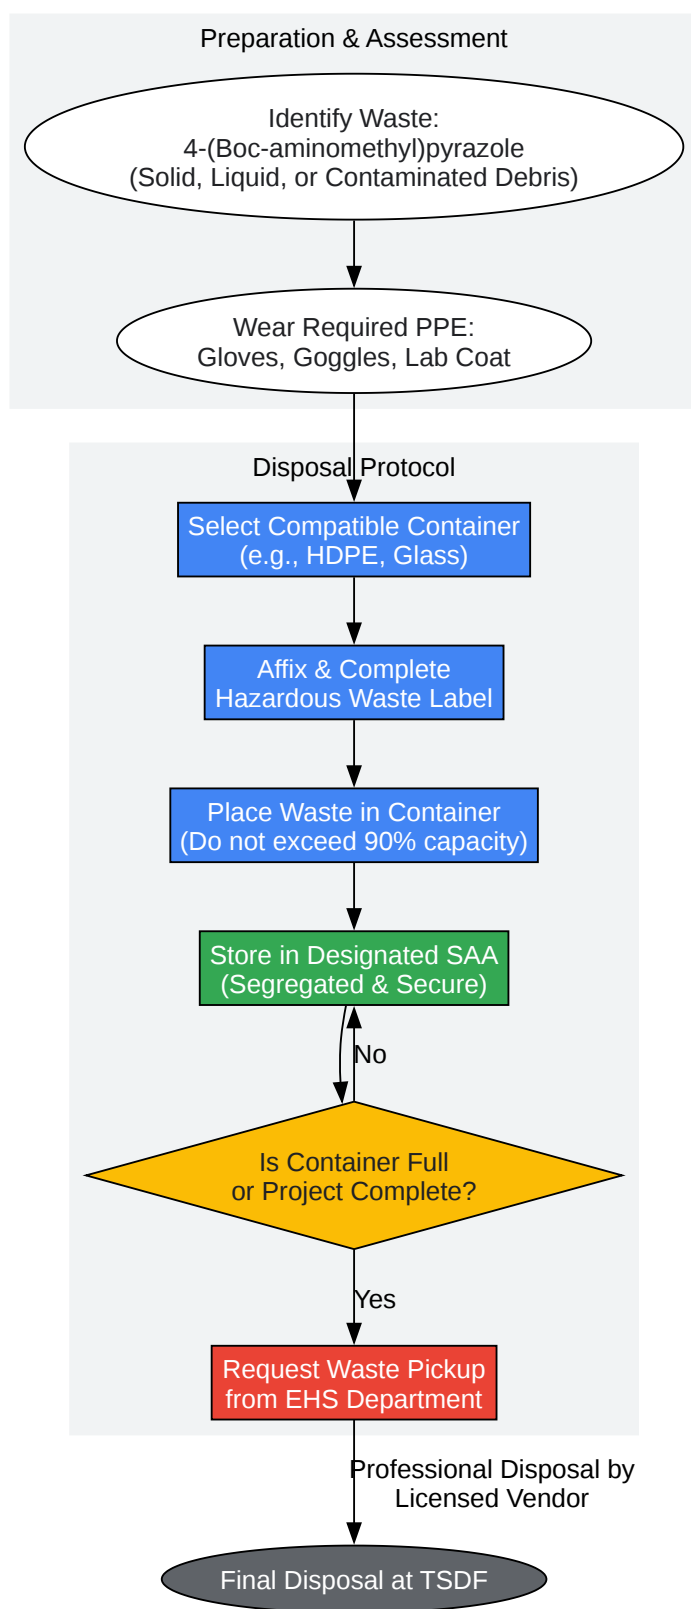 Preparation & Assessment
Identify Waste:
4-(Boc-aminomethyl)pyrazole
(Solid, Liquid, or Contaminated Debris)
Wear Required PPE:
Gloves, Goggles, Lab Coat
Disposal Protocol
Select Compatible Container
(e.g., HDPE, Glass)
Affix & Complete
Hazardous Waste Label
Place Waste in Container
(Do not exceed 90% capacity)
Store in Designated SAA
(Segregated & Secure)
No
Is Container Full
or Project Complete?
Yes
Request Waste Pickup
from EHS Department
Professional Disposal by
Licensed Vendor
Final Disposal at TSDF